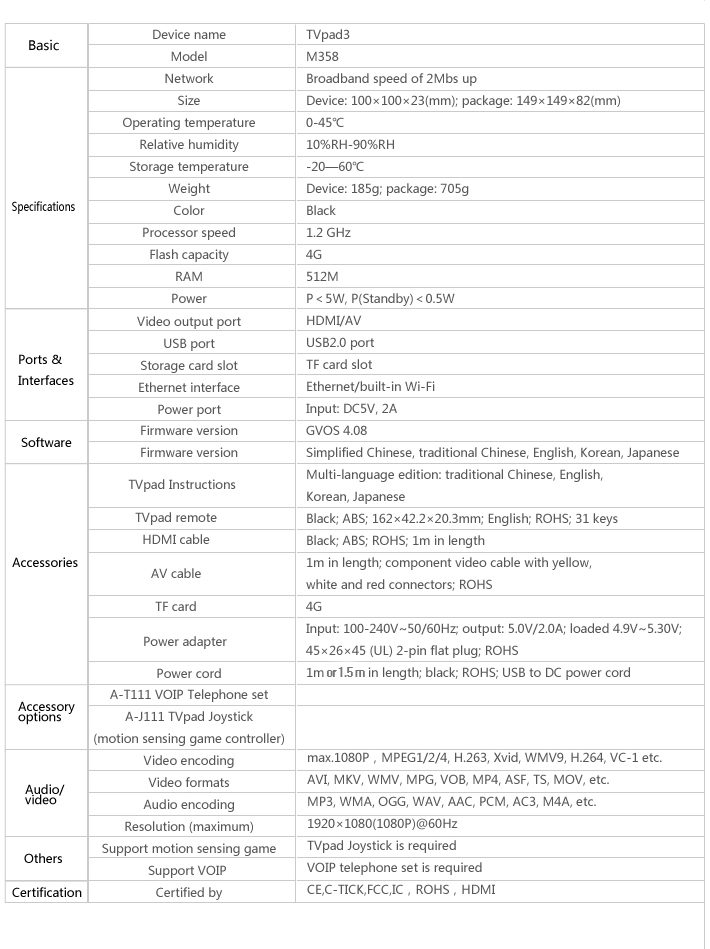 Basic
Device name TVpad3
Model M358
Specifications
Network Broadband speed of 2Mbs up
Size Device: 100×100×23(mm); package: 149×149×82(mm)
Operating temperature 0-45℃
Relative humidity 10%RH-90%RH
Storage temperature -20—60℃
Weight Device: 185g; package: 705g
Color Black
Processor speed 1.2 GHz
Flash capacity 4G
RAM 512M
Power P＜5W, P(Standby)＜0.5W
Ports &
Interfaces
Video output port HDMI/AV
USB port USB2.0 port
Storage card slot TF card slot
Ethernet interface Ethernet/built-in Wi-Fi
Power port Input: DC5V, 2A
Software
Firmware version GVOS 4.08
Firmware version Simplified Chinese, traditional Chinese, English, Korean, Japanese
Accessories
TVpad Instructions Multi-language edition: traditional Chinese, English,
Korean, Japanese
TVpad remote Black; ABS; 162×42.2×20.3mm; English; ROHS; 31 keys
HDMI cable Black; ABS; ROHS; 1m in length
AV cable 1m in length; component video cable with yellow,
white and red connectors; ROHS
TF card 4G
Power adapter Input: 100-240V~50/60Hz; output: 5.0V/2.0A; loaded 4.9V~5.30V;
45×26×45 (UL) 2-pin flat plug; ROHS
Power cord 1m or1.5m in length; black; ROHS; USB to DC power cord
Accessory
options
A-T111 VOIP Telephone set
A-J111 TVpad Joystick
(motion sensing game controller)
Audio/
video
Video encoding max.1080P , MPEG1/2/4, H.263, Xvid, WMV9, H.264, VC-1 etc.
Video formats AVI, MKV, WMV, MPG, VOB, MP4, ASF, TS, MOV, etc.
Audio encoding MP3, WMA, OGG, WAV, AAC, PCM, AC3, M4A, etc.
Resolution (maximum) 1920×1080(1080P)@60Hz
Others
Support motion sensing game TVpad Joystick is required
Support VOIP VOIP telephone set is required
Certification
Certified by CE,C-TICK,FCC,IC , ROHS , HDMI